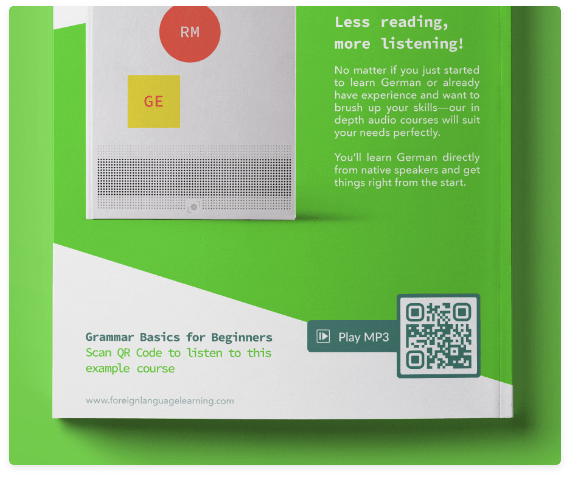 RM
GE
Less reading,
more listening!
No matter if you just started
to learn German or already
have experience and want to
brush up your skills—our in
depth audio courses will suit
your needs perfectly.
You'll learn German directly
from native speakers and get
things right from the start.
Grammar Basics for Beginners
Scan QR Code to listen to this
example course
Play MP3
www.foreignlanguagelearning.com